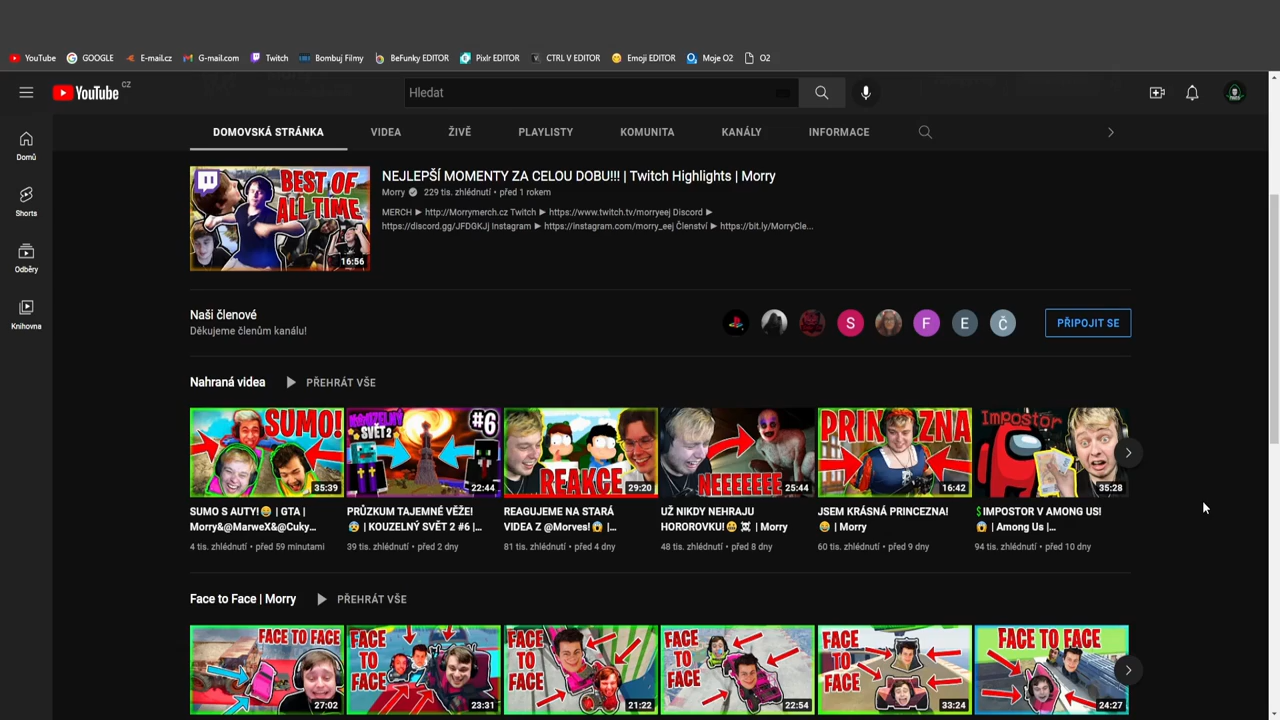 YouTube GOOGLE E-mail.cz G-mail.com Twitch Bombuj Filmy BeFunky EDITOR Pixlr EDITOR CTRL V EDITOR Emoji EDITOR Moje O2 O2
YouTube CZ Hledat
DOMOVSKÁ STRÁNKA VIDEA ŽIVĚ PLAYLISTY KOMUNITA KANÁLY INFORMACE
Domů
Shorts
Odběry
Knihovna
BEST OF
ALL TIME
16:56
NEJLEPŠÍ MOMENTY ZA CELOU DOBU!!! | Twitch Highlights | Morry
Morry 229 tis. zhlédnutí • před 1 rokem
MERCH ► http://Morrymerch.cz Twitch ► https://www.twitch.tv/morryeej Discord ►
https://discord.gg/JFDGKJj Instagram ► https://instagram.com/morry_eej Členství ► https://bit.ly/MorryCle...
Naši členové
Děkujeme členům kanálu!
S F E Č
PŘIPOJIT SE
Nahraná videa PŘEHRÁT VŠE
SUMO!
35:39
KOUZELNÝ
SVĚT 2
#6
22:44
REAKCE
29:20
NEEEEEE
25:44
PRINCEZNA
16:42
Impostor
35:28
SUMO S AUTY!😂 | GTA |
Morry&@MarweX&@Cuky...
4 tis. zhlédnutí • před 59 minutami
PRŮZKUM TAJEMNÉ VĚŽE!
😰 | KOUZELNÝ SVĚT 2 #6 |...
39 tis. zhlédnutí • před 2 dny
REAGUJEME NA STARÁ
VIDEA Z @Morves!😱 |...
81 tis. zhlédnutí • před 4 dny
UŽ NIKDY NEHRAJU
HOROROVKU!😁☠ | Morry
48 tis. zhlédnutí • před 8 dny
JSEM KRÁSNÁ PRINCEZNA!
😂 | Morry
60 tis. zhlédnutí • před 9 dny
$IMPOSTOR V AMONG US!
😱 | Among Us |...
94 tis. zhlédnutí • před 10 dny
Face to Face | Morry PŘEHRÁT VŠE
FACE TO FACE
27:02
FACE
TO
FACE
23:31
FACE
TO
FACE
21:22
FACE
TO
FACE
22:54
FACE
TO
FACE
33:24
FACE TO FACE
24:27